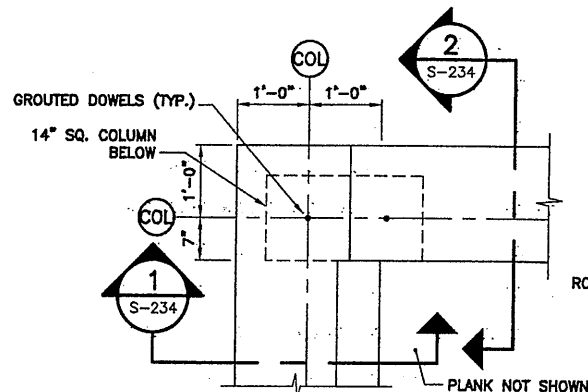 COL
2
S-234
1'-0" 1'-0"
GROUTED DOWELS (TYP.)
14" SQ. COLUMN
BELOW
1'-0"
COL
7"
1
S-234
RO
PLANK NOT SHOWN